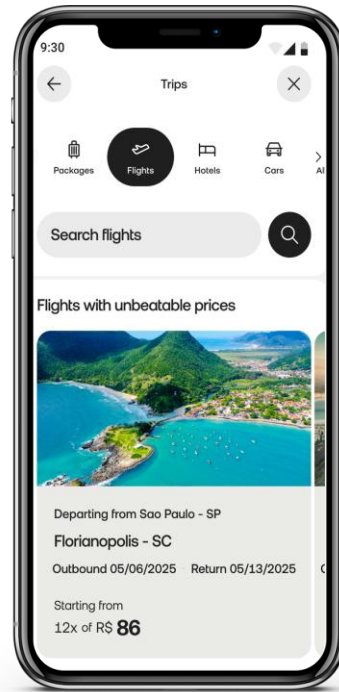 9:30
Trips
Packages Flights Hotels Cars
Search flights
Flights with unbeatable prices
Departing from Sao Paulo - SP
Florianopolis - SC
Outbound 05/06/2025 Return 05/13/2025
Starting from
12x of R$ 86